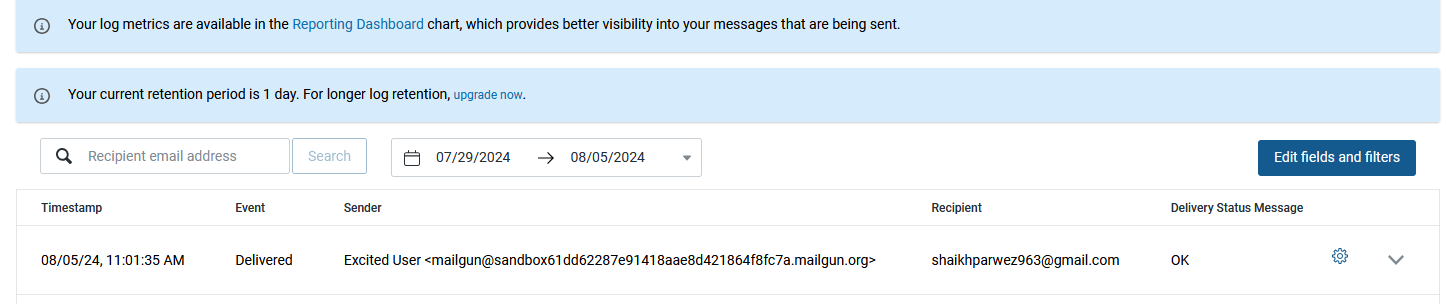 Your log metrics are available in the Reporting Dashboard chart, which provides better visibility into your messages that are being sent.
Your current retention period is 1 day. For longer log retention, upgrade now.
Recipient email address Search 07/29/2024 → 08/05/2024 Edit fields and filters
Timestamp Event Sender Recipient Delivery Status Message
08/05/24, 11:01:35 AM Delivered Excited User <mailgun@sandbox61dd62287e91418aae8d421864f8fc7a.mailgun.org> shaikhparwez963@gmail.com OK